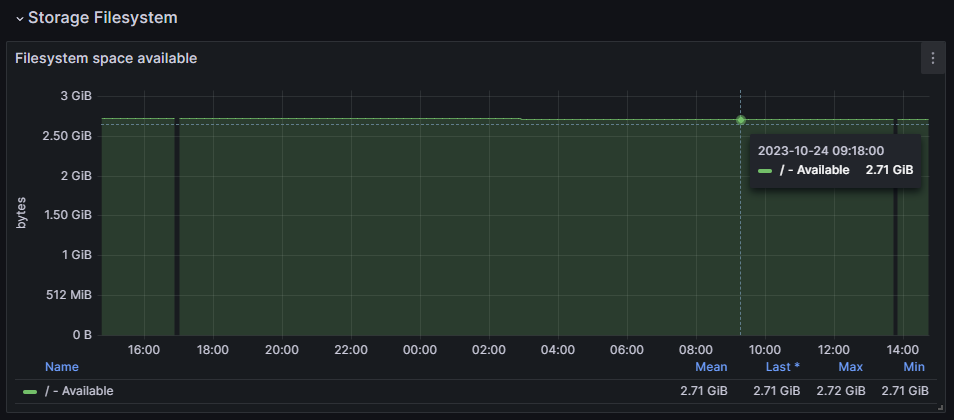 Storage Filesystem
Filesystem space available
3 GiB
2.50 GiB
2 GiB
1.50 GiB
1 GiB
512 MiB
0 B
bytes
2023-10-24 09:18:00
/ - Available 2.71 GiB
16:00 18:00 20:00 22:00 00:00 02:00 04:00 06:00 08:00 10:00 12:00 14:00
Name Mean Last * Max Min
/ - Available 2.71 GiB 2.71 GiB 2.72 GiB 2.71 GiB